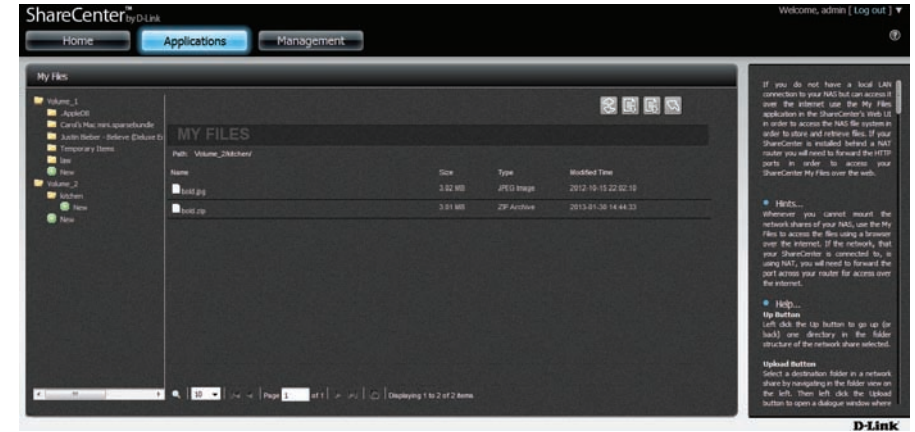 ShareCenter™ by D-Link
Welcome, admin [ Log out ] ▼
Home
Applications
Management
My Files
Volume_1
.AppleDB
Carol's Mac mini.sparsebundle
Justin Bieber - Believe (Deluxe Ed
Temporary Items
law
New
Volume_2
kitchen
New
New
MY FILES
Path: Volume_2/kitchen/
Name Size Type Modified Time
bold.jpg 3.02 MB JPEG Image 2012-10-15 22:02:10
bold.zip 3.01 MB ZIP Archive 2013-01-30 14:44:33
10 Page 1 of 1 Displaying 1 to 2 of 2 items
If you do not have a local LAN
connection to your NAS but can access it
over the internet use the My Files
application in the ShareCenter's Web UI
in order to access the NAS file system in
order to store and retrieve files. If your
ShareCenter is installed behind a NAT
router you will need to forward the HTTP
ports in order to access your
ShareCenter My Files over the web.
Hints...
Whenever you cannot mount the
network shares of your NAS, use the My
Files to access the files using a browser
over the internet. If the network, that
your ShareCenter is connected to, is
using NAT, you will need to forward the
port across your router for access over
the internet.
Help...
Up Button
Left click the Up button to go up (or
back) one directory in the folder
structure of the network share selected.
Upload Button
Select a destination folder in a network
share by navigating in the folder view on
the left. Then left click the Upload
button to open a dialogue window where
D-Link